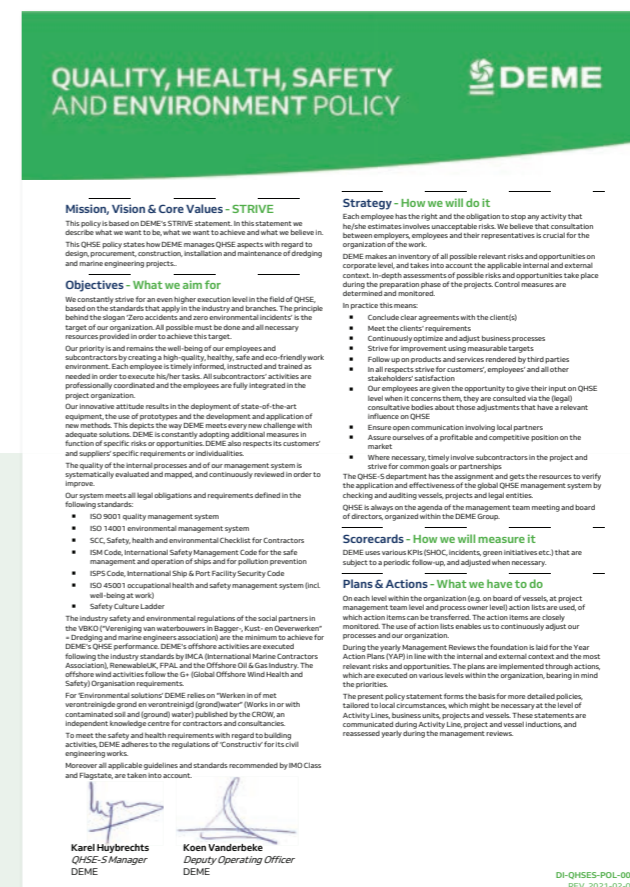 QUALITY, HEALTH, SAFETY
AND ENVIRONMENT POLICY
DEME
Mission, Vision & Core Values - STRIVE
This policy is based on DEME'S STRIVE statement. In this statement we
describe what we want to be, what we want to achieve and what we believe in.
This QHSE policy states how DEME manages QHSE aspects with regard to
design, procurement, construction, installation and maintenance of dredging
and marine engineering projects..
Objectives - What we aim for
We constantly strive for an even higher execution level in the field of QHSE,
based on the standards that apply in the industry and branches. The principle
behind the slogan 'Zero accidents and zero environmental incidents' is the
target of our organization. All possible must be done and all necessary
resources provided in order to achieve this target.
Our priority is and remains the well-being of our employees and
subcontractors by creating a high-quality, healthy, safe and eco-friendly work
environment. Each employee is timely informed, instructed and trained as
needed in order to execute his/her tasks. All subcontractors' activities are
professionally coordinated and the employees are fully integrated in the
project organization.
Our innovative attitude results in the deployment of state-of-the-art
equipment, the use of prototypes and the development and application of
new methods. This depicts the way DEME meets every new challenge with
adequate solutions. DEME is constantly adopting additional measures in
function of specific risks or opportunities. DEME also respects its customers'
and suppliers' specific requirements or individualities.
The quality of the internal processes and of our management system is
systematically evaluated and mapped, and continuously reviewed in order to
improve.
Our system meets all legal obligations and requirements defined in the
following standards:
▪ ISO 9001 quality management system
▪ ISO 14001 environmental management system
▪ SCC, Safety, health and environmental Checklist for Contractors
▪ ISM Code, International Safety Management Code for the safe
management and operation of ships and for pollution prevention
▪ ISPS Code, International Ship & Port Facility Security Code
▪ ISO 45001 occupational health and safety management system (incl.
well-being at work)
▪ Safety Culture Ladder
The industry safety and environmental regulations of the social partners in
the VBKO ("Vereniging van waterbouwers in Bagger-, Kust- en Oeverwerken"
= Dredging and marine engineers association) are the minimum to achieve for
DEME's QHSE performance. DEME's offshore activities are executed
following the industry standards by IMCA (International Marine Contractors
Association), RenewableUK, FPAL and the Offshore Oil & Gas Industry. The
offshore wind activities follow the G+ (Global Offshore Wind Health and
Safety) Organisation requirements.
For 'Environmental solutions' DEME relies on "Werken in of met
verontreinigde grond en verontreinigd (grond)water" (Works in or with
contaminated soil and (ground) water) published by the CROW, an
independent knowledge centre for contractors and consultancies.
To meet the safety and health requirements with regard to building
activities, DEME adheres to the regulations of 'Constructiv' for its civil
engineering works.
Moreover all applicable guidelines and standards recommended by IMO Class
and Flagstate, are taken into account.
Karel Huybrechts
QHSE-S Manager
DEME
Koen Vanderbeke
Deputy Operating Officer
DEME
Strategy - How we will do it
Each employee has the right and the obligation to stop any activity that
he/she estimates involves unacceptable risks. We believe that consultation
between employers, employees and their representatives is crucial for the
organization of the work.
DEME makes an inventory of all possible relevant risks and opportunities on
corporate level, and takes into account the applicable internal and external
context. In-depth assessments of possible risks and opportunities take place
during the preparation phase of the projects. Control measures are
determined and monitored.
In practice this means:
▪ Conclude clear agreements with the client(s)
▪ Meet the clients' requirements
▪ Continuously optimize and adjust business processes
▪ Strive for improvement using measurable targets
▪ Follow up on products and services rendered by third parties
▪ In all respects strive for customers', employees' and all other
stakeholders' satisfaction
▪ Our employees are given the opportunity to give their input on QHSE
level when it concerns them, they are consulted via the (legal)
consultative bodies about those adjustments that have a relevant
influence on QHSE
▪ Ensure open communication involving local partners
▪ Assure ourselves of a profitable and competitive position on the
market
▪ Where necessary, timely involve subcontractors in the project and
strive for common goals or partnerships
The QHSE-S department has the assignment and gets the resources to verify
the application and effectiveness of the global QHSE management system by
checking and auditing vessels, projects and legal entities.
QHSE is always on the agenda of the management team meeting and board
of directors, organized within the DEME Group.
Scorecards - How we will measure it
DEME uses various KPIs (SHOC, incidents, green initiatives etc.) that are
subject to a periodic follow-up, and adjusted when necessary.
Plans & Actions - What we have to do
On each level within the organization (e.g. on board of vessels, at project
management team level and process owner level) action lists are used, of
which action items can be transferred. The action items are closely
monitored. The use of action lists enables us to continuously adjust our
processes and our organization.
During the yearly Management Reviews the foundation is laid for the Year
Action Plans (YAP) in line with the internal and external context and the most
relevant risks and opportunities. The plans are implemented through actions,
which are executed on various levels within the organization, bearing in mind
the priorities.
The present policy statement forms the basis for more detailed policies,
tailored to local circumstances, which might be necessary at the level of
Activity Lines, business units, projects and vessels. These statements are
communicated during Activity Line, project and vessel inductions, and
reassessed yearly during the management reviews.
DI-QHSES-POL-00
REV. 2021-02-0